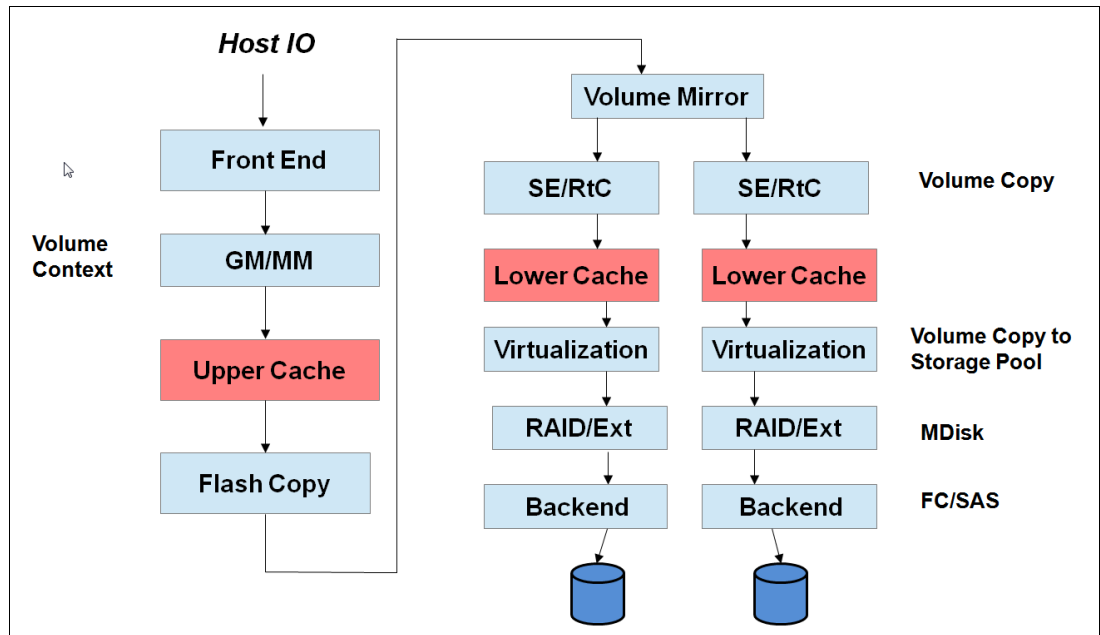 Host IO
Front End
Volume
Context
GM/MM
Upper Cache
Flash Copy
Volume Mirror
SE/RtC
SE/RtC
Volume Copy
Lower Cache
Lower Cache
Virtualization
Virtualization
Volume Copy to
Storage Pool
RAID/Ext
RAID/Ext
MDisk
Backend
Backend
FC/SAS